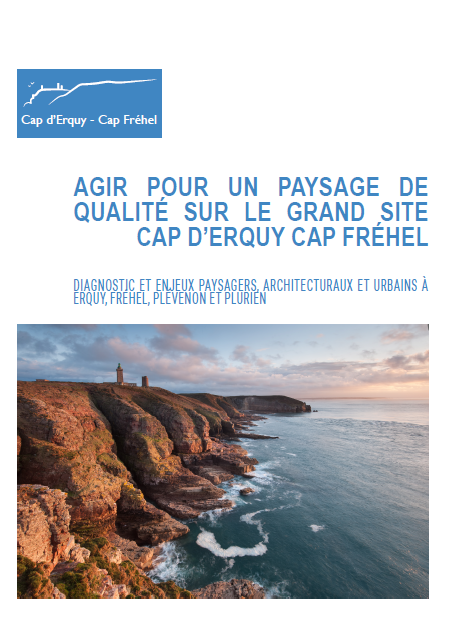 Cap d'Erquy - Cap Fréhel
AGIR POUR UN PAYSAGE DE
QUALITÉ SUR LE GRAND SITE
CAP D'ERQUY CAP FRÉHEL
DIAGNOSTIC ET ENJEUX PAYSAGERS, ARCHITECTURAUX ET URBAINS À
ERQUY, FRÉHEL, PLÉVENON ET PLURIEN